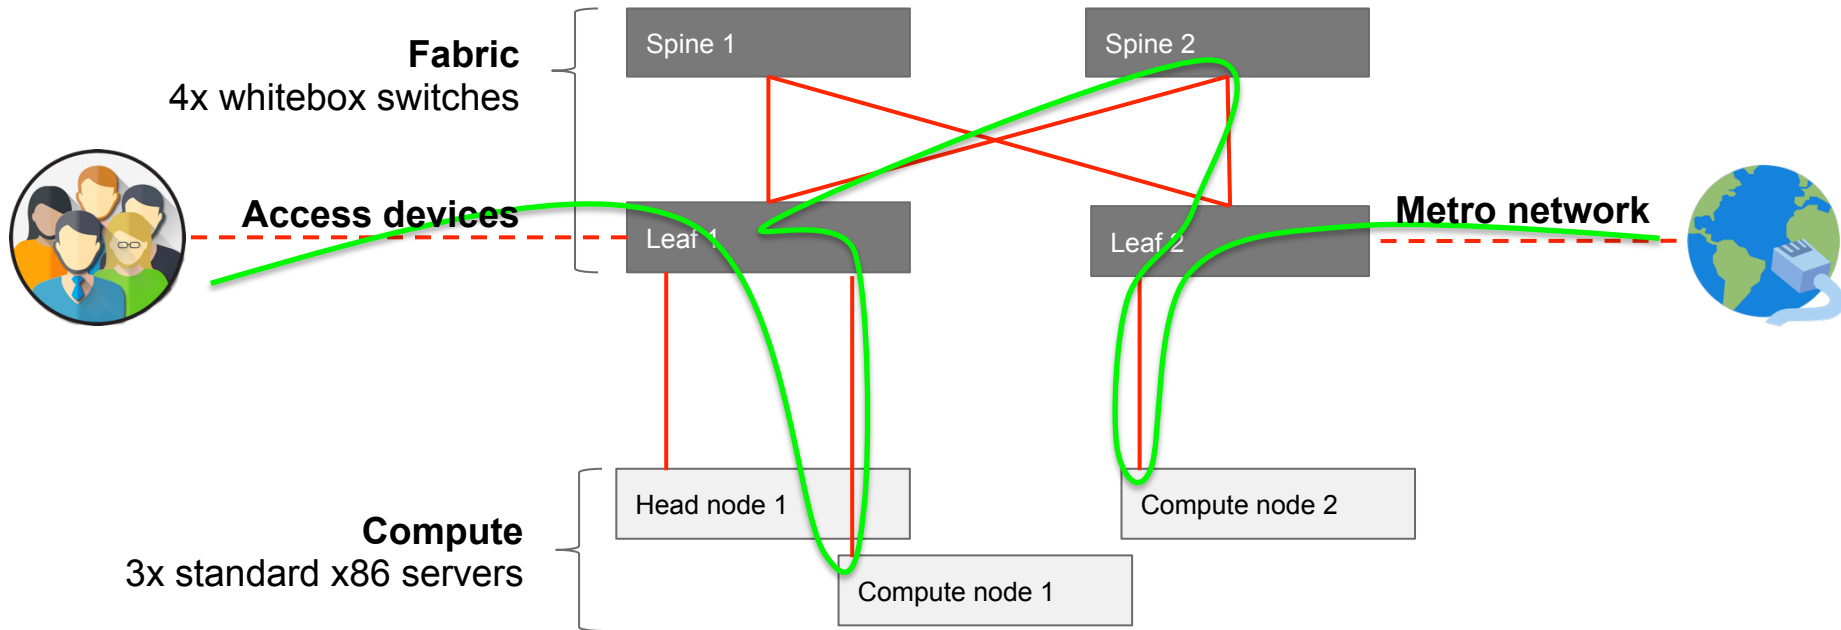 Fabric
4x whitebox switches
Spine 1
Spine 2
Access devices
Leaf 1
Leaf 2
Metro network
Compute
3x standard x86 servers
Head node 1
Compute node 2
Compute node 1